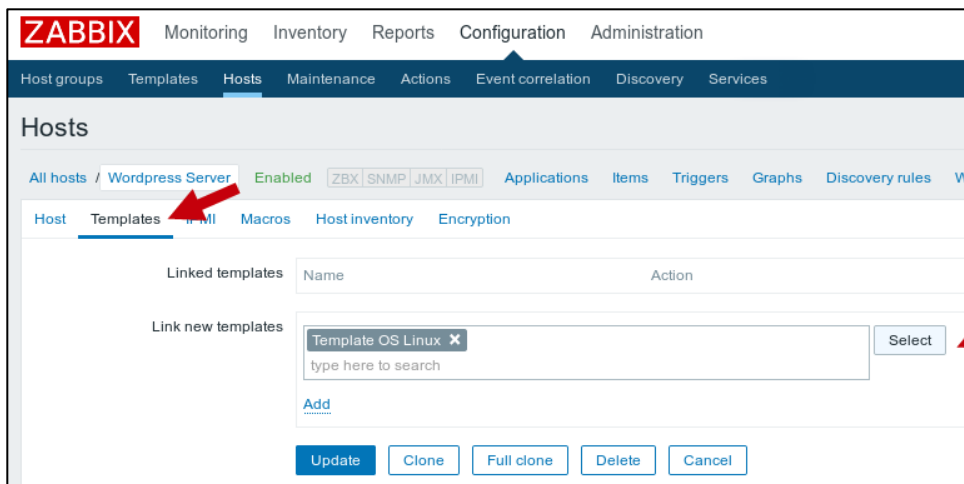 ZABBIX Monitoring Inventory Reports Configuration Administration
Host groups Templates Hosts Maintenance Actions Event correlation Discovery Services
Hosts
All hosts / Wordpress Server Enabled ZBX SNMP JMX IPMI Applications Items Triggers Graphs Discovery rules
Host Templates IPMI Macros Host inventory Encryption
Linked templates Name Action
Link new templates
Template OS Linux
Select
type here to search
Add
Update Clone Full clone Delete Cancel